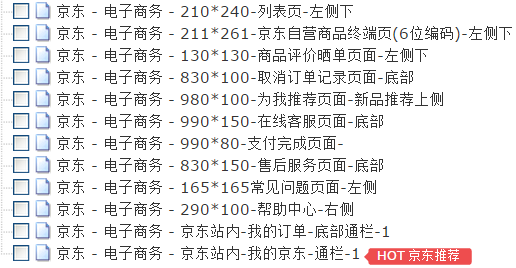 京东 - 电子商务 - 210*240-列表页-左侧下
京东 - 电子商务 - 211*261-京东自营商品终端页(6位编码)-左侧下
京东 - 电子商务 - 130*130-商品评价晒单页面-左侧下
京东 - 电子商务 - 830*100-取消订单记录页面-底部
京东 - 电子商务 - 980*100-为我推荐页面-新品推荐上侧
京东 - 电子商务 - 990*150-在线客服页面-底部
京东 - 电子商务 - 990*80-支付完成页面-
京东 - 电子商务 - 830*150-售后服务页面-底部
京东 - 电子商务 - 165*165常见问题页面-左侧
京东 - 电子商务 - 290*100-帮助中心-右侧
京东 - 电子商务 - 京东站内-我的订单-底部通栏-1
京东 - 电子商务 - 京东站内-我的京东-通栏-1 HOT 京东推荐